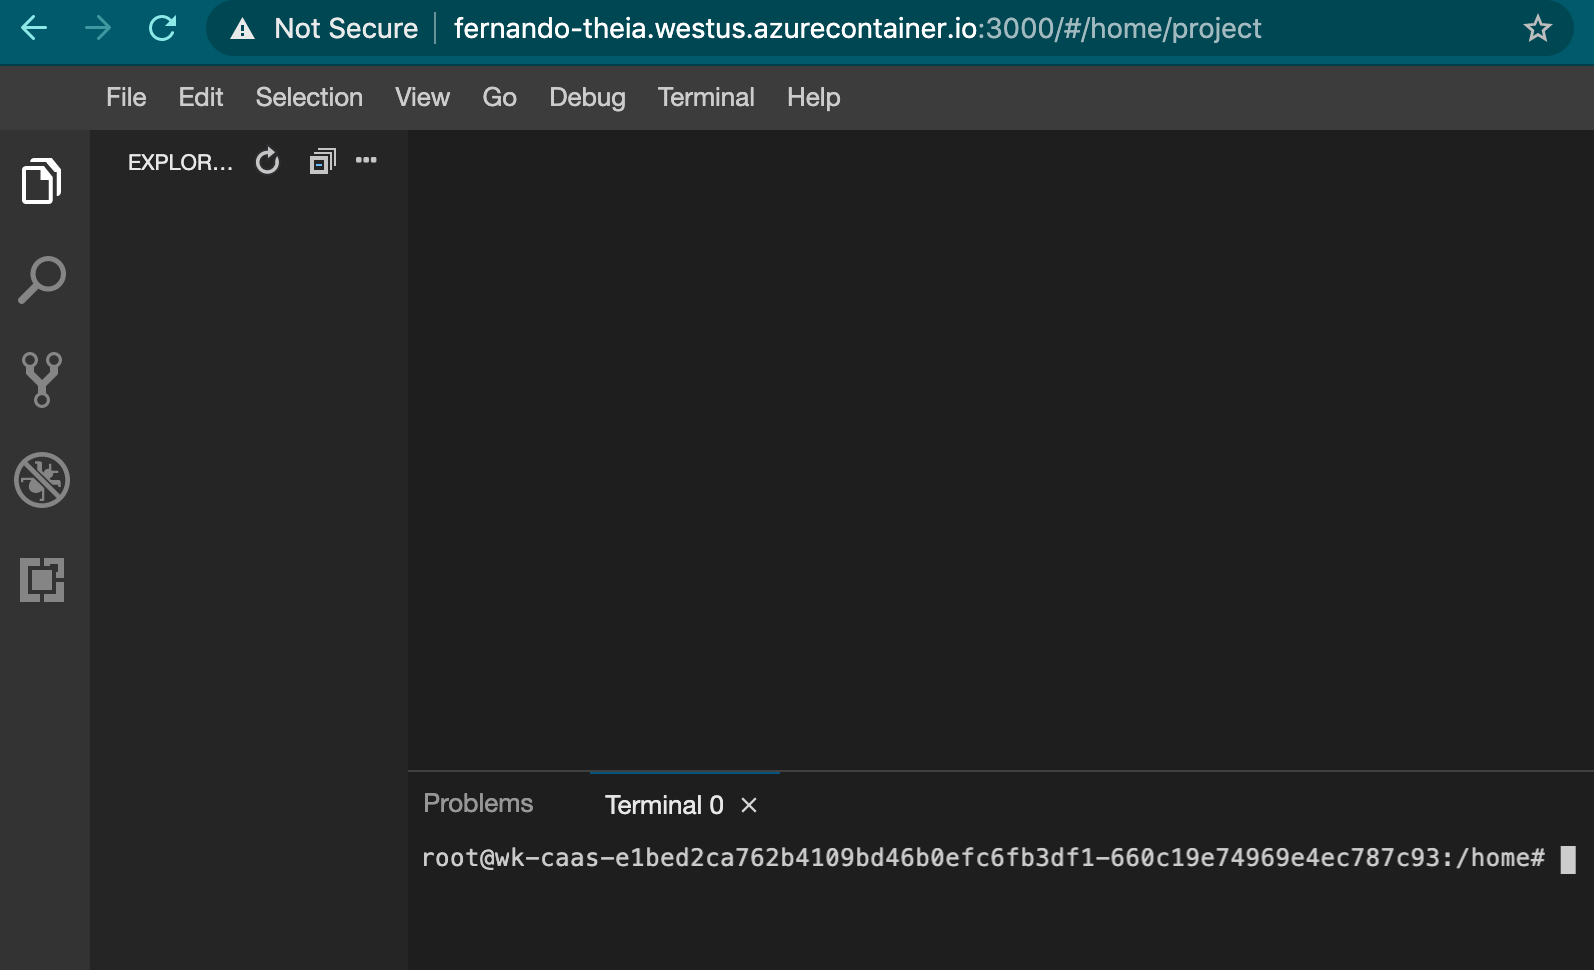 Not Secure fernando-theia.westus.azurecontainer.io:3000/#/home/project
File Edit Selection View Go Debug Terminal Help
EXPLOR...
Problems Terminal 0
root@wk-caas-e1bed2ca762b4109bd46b0efc6fb3df1-660c19e74969e4ec787c93:/home#